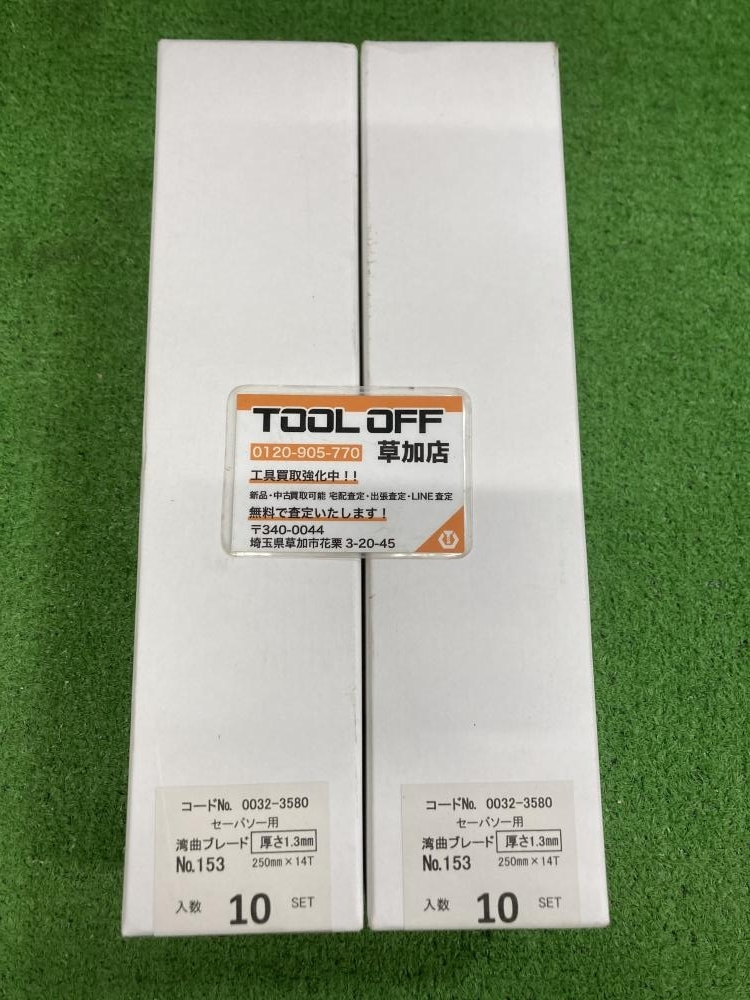 TOOL OFF
0120-905-770 草加店
工具買取強化中！！
新品・中古買取可能 宅配査定・出張査定・LINE査定
無料で査定いたします！
〒340-0044
埼玉県草加市花栗 3-20-45
コードNo. 0032-3580
セーバソー用
湾曲ブレード 厚さ1.3mm
No.153 250mm×14T
入数 10 SET
コードNo. 0032-3580
セーバソー用
湾曲ブレード 厚さ1.3mm
No.153 250mm×14T
入数 10 SET